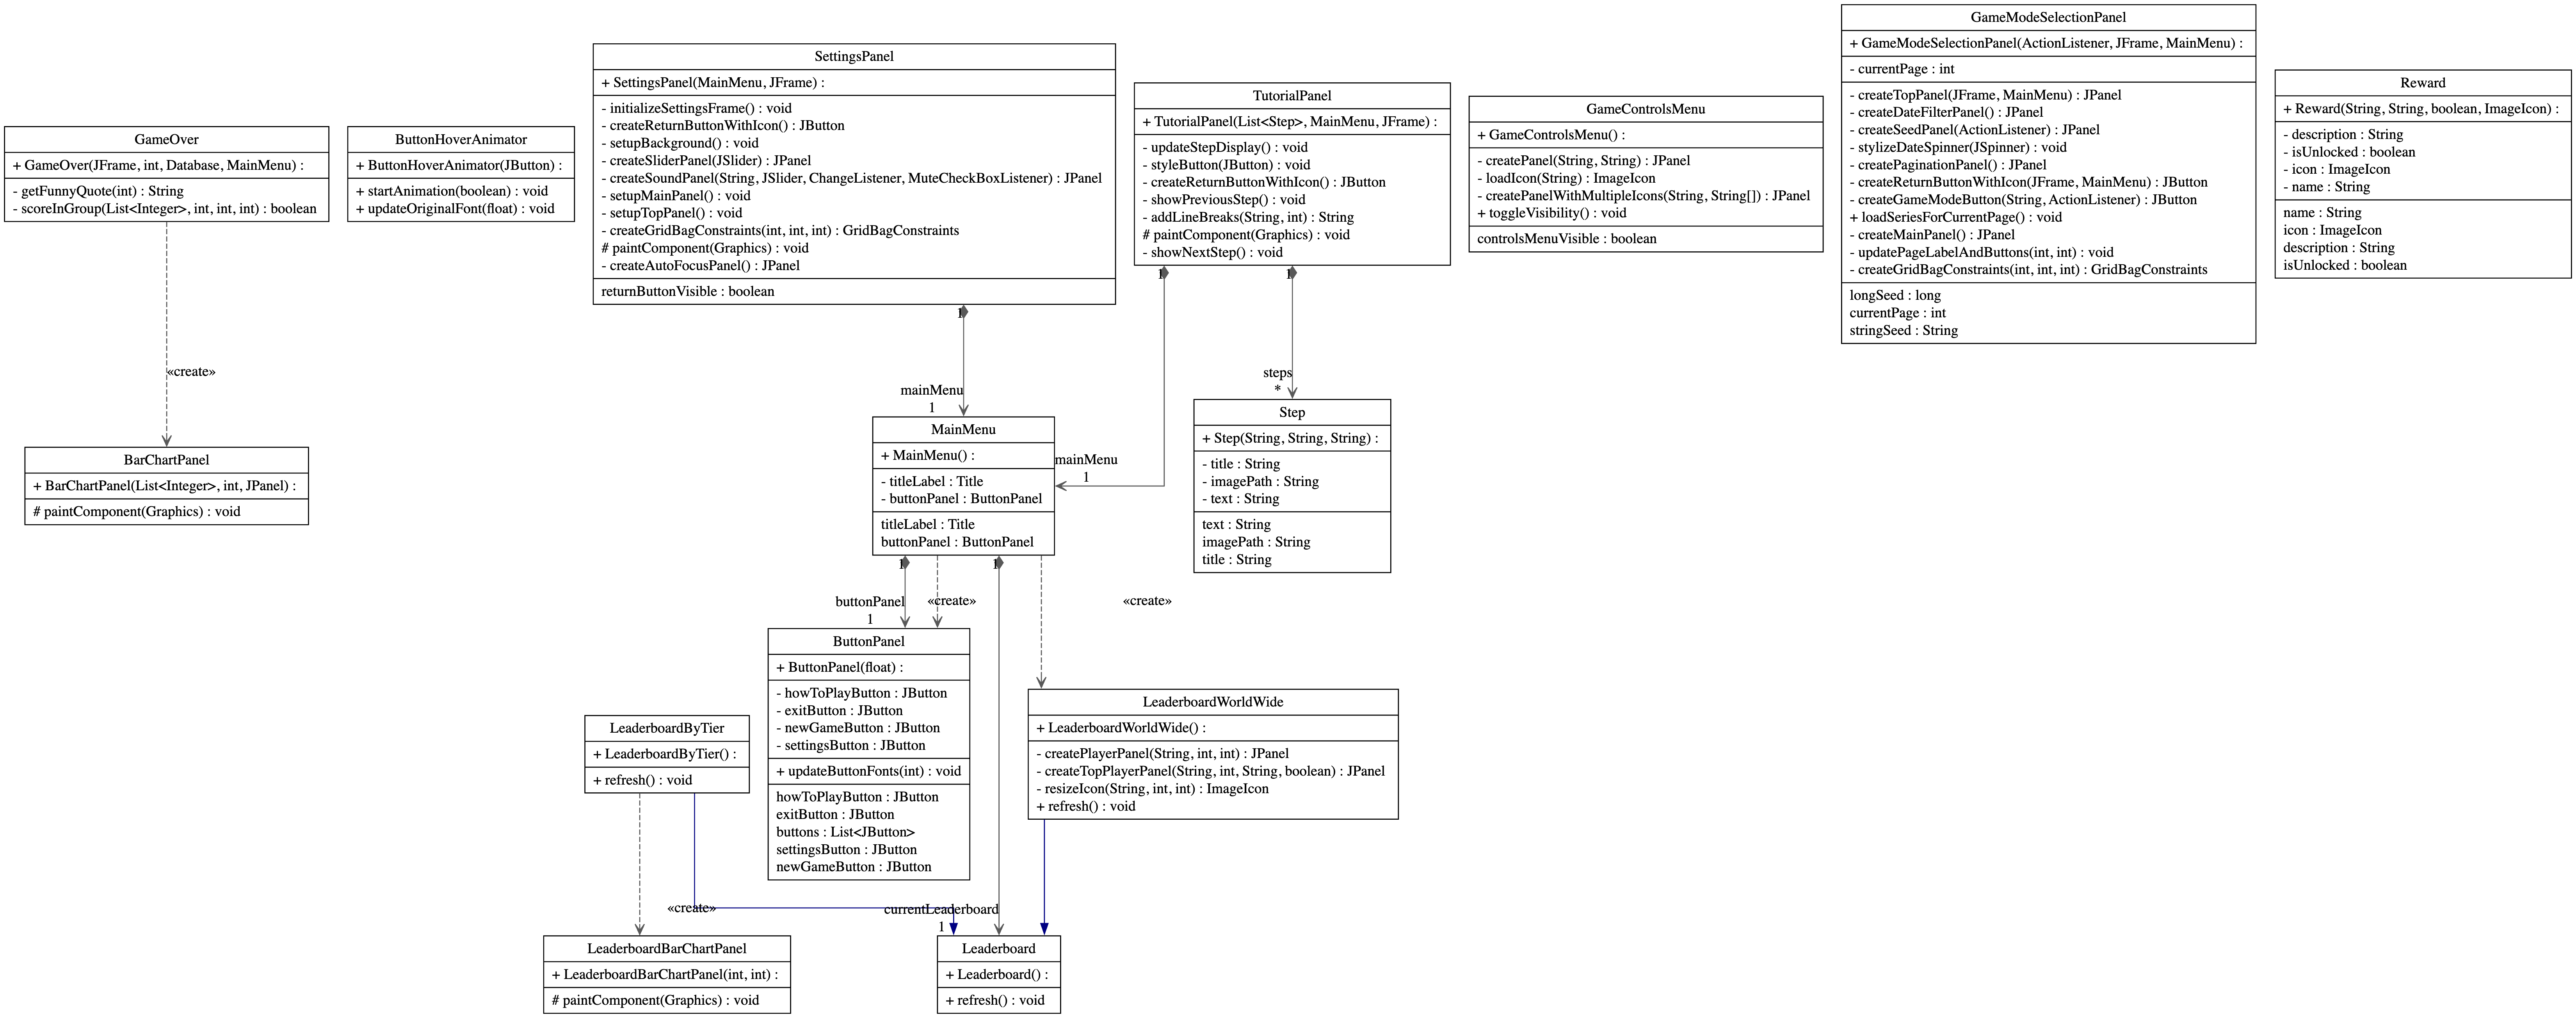 GameOver
+ GameOver(JFrame, int, Database, MainMenu) :
- getFunnyQuote(int) : String
- scoreInGroup(List<Integer>, int, int, int) : boolean
«create»
BarChartPanel
+ BarChartPanel(List<Integer>, int, JPanel) :
# paintComponent(Graphics) : void
ButtonHoverAnimator
+ ButtonHoverAnimator(JButton) :
+ startAnimation(boolean) : void
+ updateOriginalFont(float) : void
SettingsPanel
+ SettingsPanel(MainMenu, JFrame) :
- initializeSettingsFrame() : void
- createReturnButtonWithIcon() : JButton
- setupBackground() : void
- createSliderPanel(JSlider) : JPanel
- createSoundPanel(String, JSlider, ChangeListener, MuteCheckBoxListener) : JPanel
- setupMainPanel() : void
- setupTopPanel() : void
- createGridBagConstraints(int, int, int) : GridBagConstraints
# paintComponent(Graphics) : void
- createAutoFocusPanel() : JPanel
returnButtonVisible : boolean
1
mainMenu
1
TutorialPanel
+ TutorialPanel(List<Step>, MainMenu, JFrame) :
- updateStepDisplay() : void
- styleButton(JButton) : void
- createReturnButtonWithIcon() : JButton
- showPreviousStep() : void
- addLineBreaks(String, int) : String
# paintComponent(Graphics) : void
- showNextStep() : void
1
1
mainMenu
1
steps
*
Step
+ Step(String, String, String) :
- title : String
- imagePath : String
- text : String
text : String
imagePath : String
title : String
GameControlsMenu
+ GameControlsMenu() :
- createPanel(String, String) : JPanel
- loadIcon(String) : ImageIcon
- createPanelWithMultipleIcons(String, String[]) : JPanel
+ toggleVisibility() : void
controlsMenuVisible : boolean
GameModeSelectionPanel
+ GameModeSelectionPanel(ActionListener, JFrame, MainMenu) :
- currentPage : int
- createTopPanel(JFrame, MainMenu) : JPanel
- createDateFilterPanel() : JPanel
- createSeedPanel(ActionListener) : JPanel
- stylizeDateSpinner(JSpinner) : void
- createPaginationPanel() : JPanel
- createReturnButtonWithIcon(JFrame, MainMenu) : JButton
- createGameModeButton(String, ActionListener) : JButton
+ loadSeriesForCurrentPage() : void
- createMainPanel() : JPanel
- updatePageLabelAndButtons(int, int) : void
- createGridBagConstraints(int, int, int) : GridBagConstraints
longSeed : long
currentPage : int
stringSeed : String
Reward
+ Reward(String, String, boolean, ImageIcon) :
- description : String
- isUnlocked : boolean
- icon : ImageIcon
- name : String
name : String
icon : ImageIcon
description : String
isUnlocked : boolean
MainMenu
+ MainMenu() :
- titleLabel : Title
- buttonPanel : ButtonPanel
titleLabel : Title
buttonPanel : ButtonPanel
1
1
buttonPanel
1
«create»
«create»
ButtonPanel
+ ButtonPanel(float) :
- howToPlayButton : JButton
- exitButton : JButton
- newGameButton : JButton
- settingsButton : JButton
+ updateButtonFonts(int) : void
howToPlayButton : JButton
exitButton : JButton
buttons : List<JButton>
settingsButton : JButton
newGameButton : JButton
LeaderboardWorldWide
+ LeaderboardWorldWide() :
- createPlayerPanel(String, int, int) : JPanel
- createTopPlayerPanel(String, int, String, boolean) : JPanel
- resizeIcon(String, int, int) : ImageIcon
+ refresh() : void
LeaderboardByTier
+ LeaderboardByTier() :
+ refresh() : void
«create»
currentLeaderboard
1
LeaderboardBarChartPanel
+ LeaderboardBarChartPanel(int, int) :
# paintComponent(Graphics) : void
Leaderboard
+ Leaderboard() :
+ refresh() : void